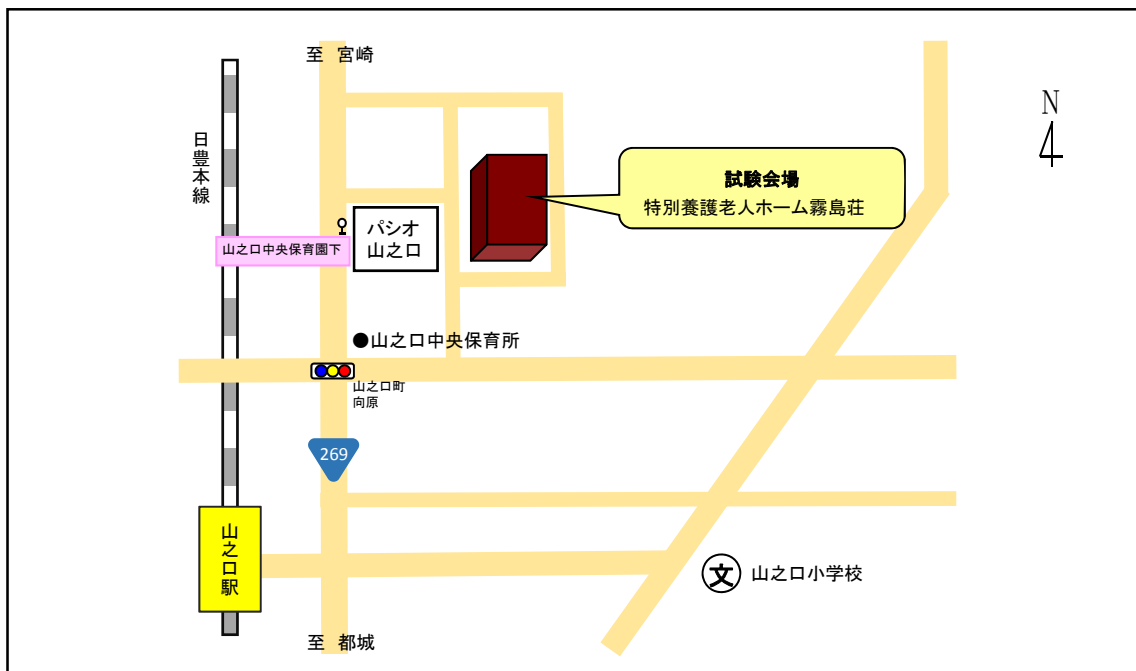 至 宮崎
N
日豊本線
試験会場
特別養護老人ホーム霧島荘
パシオ
山之口
山之口中央保育園下
●山之口中央保育所
山之口町
向原
269
山之口駅
文
山之口小学校
至 都城